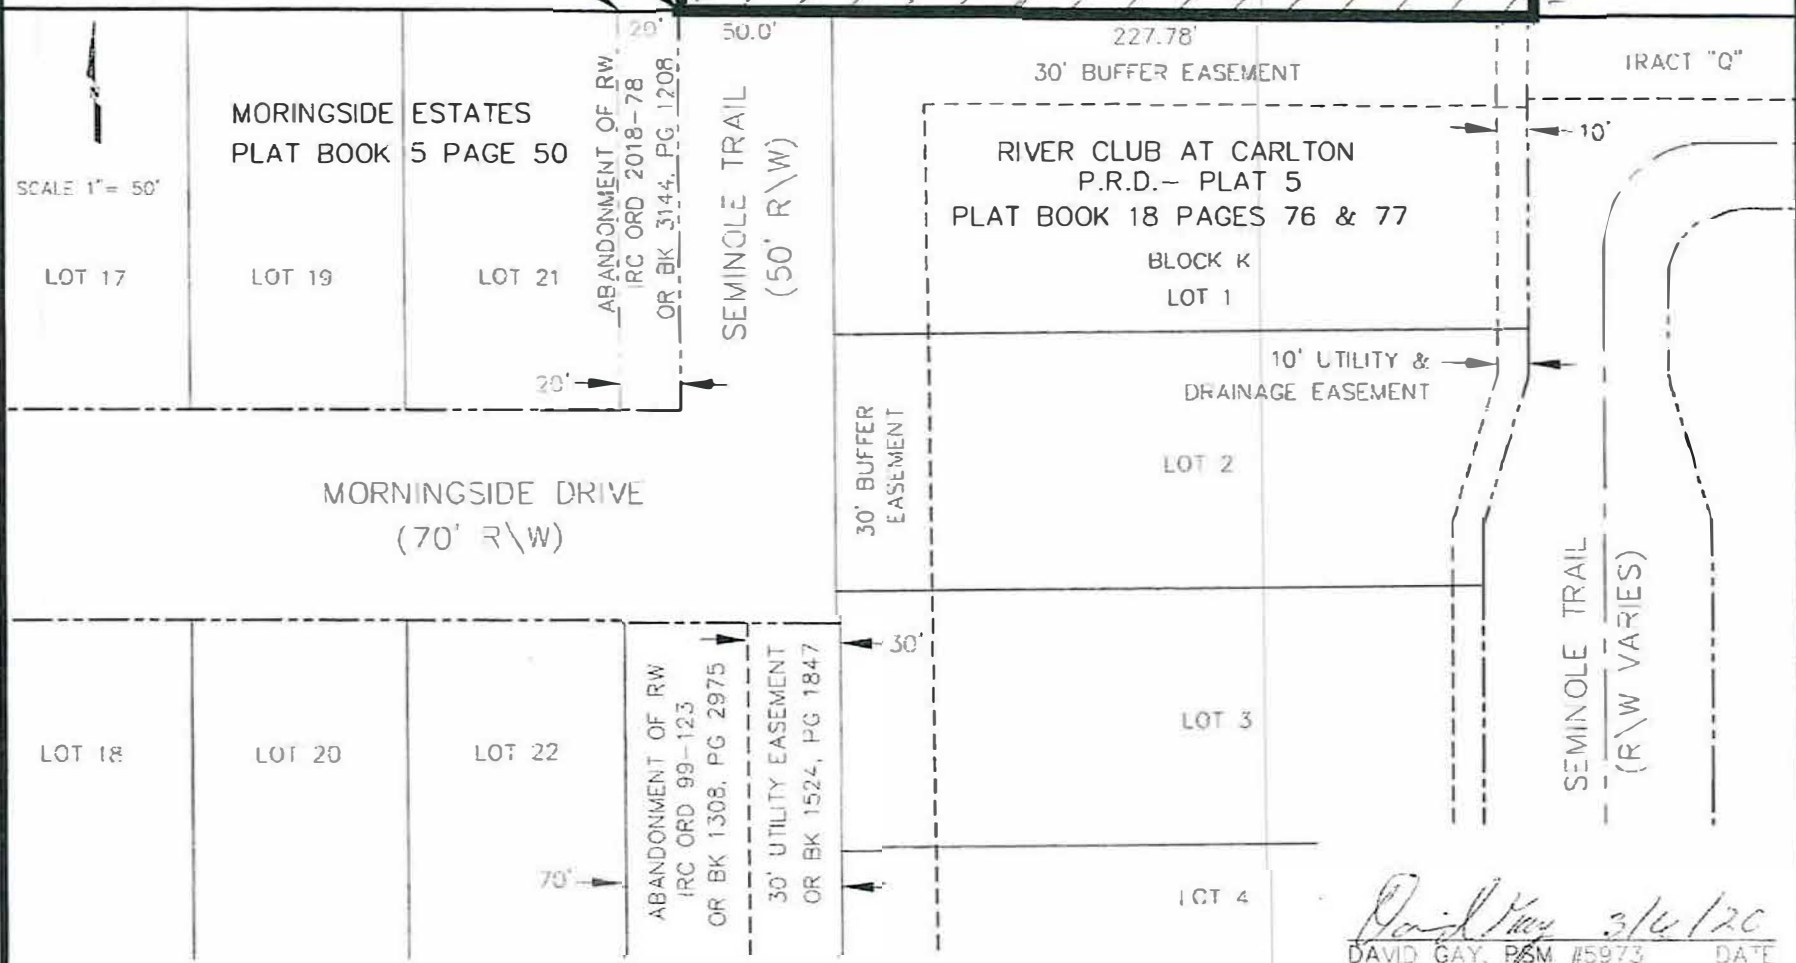 20'
50.0'
227.78'
30' BUFFER EASEMENT
TRACT "Q"
N
SCALE 1"= 50'
MORINGSIDE ESTATES
PLAT BOOK 5 PAGE 50
ABANDONMENT OF RW
IRC ORD 2018-78
OR BK 3144, PG 1208
SEMINOLE TRAIL
(50' R\W)
10'
RIVER CLUB AT CARLTON
P.R.D.- PLAT 5
PLAT BOOK 18 PAGES 76 & 77
BLOCK K
LOT 1
LOT 17
LOT 19
LOT 21
20'
10' UTILITY &
DRAINAGE EASEMENT
30' BUFFER
EASEMENT
LOT 2
MORNINGSIDE DRIVE
(70' R\W)
SEMINOLE TRAIL
(R\W VARIES)
30'
LOT 18
LOT 20
LOT 22
ABANDONMENT OF RW
IRC ORD 99-123
OR BK 1308, PG 2975
30' UTILITY EASEMENT
OR BK 1524, PG 1847
LOT 3
70'
LOT 4
David Gay
DAVID GAY, PSM #5973 DATE